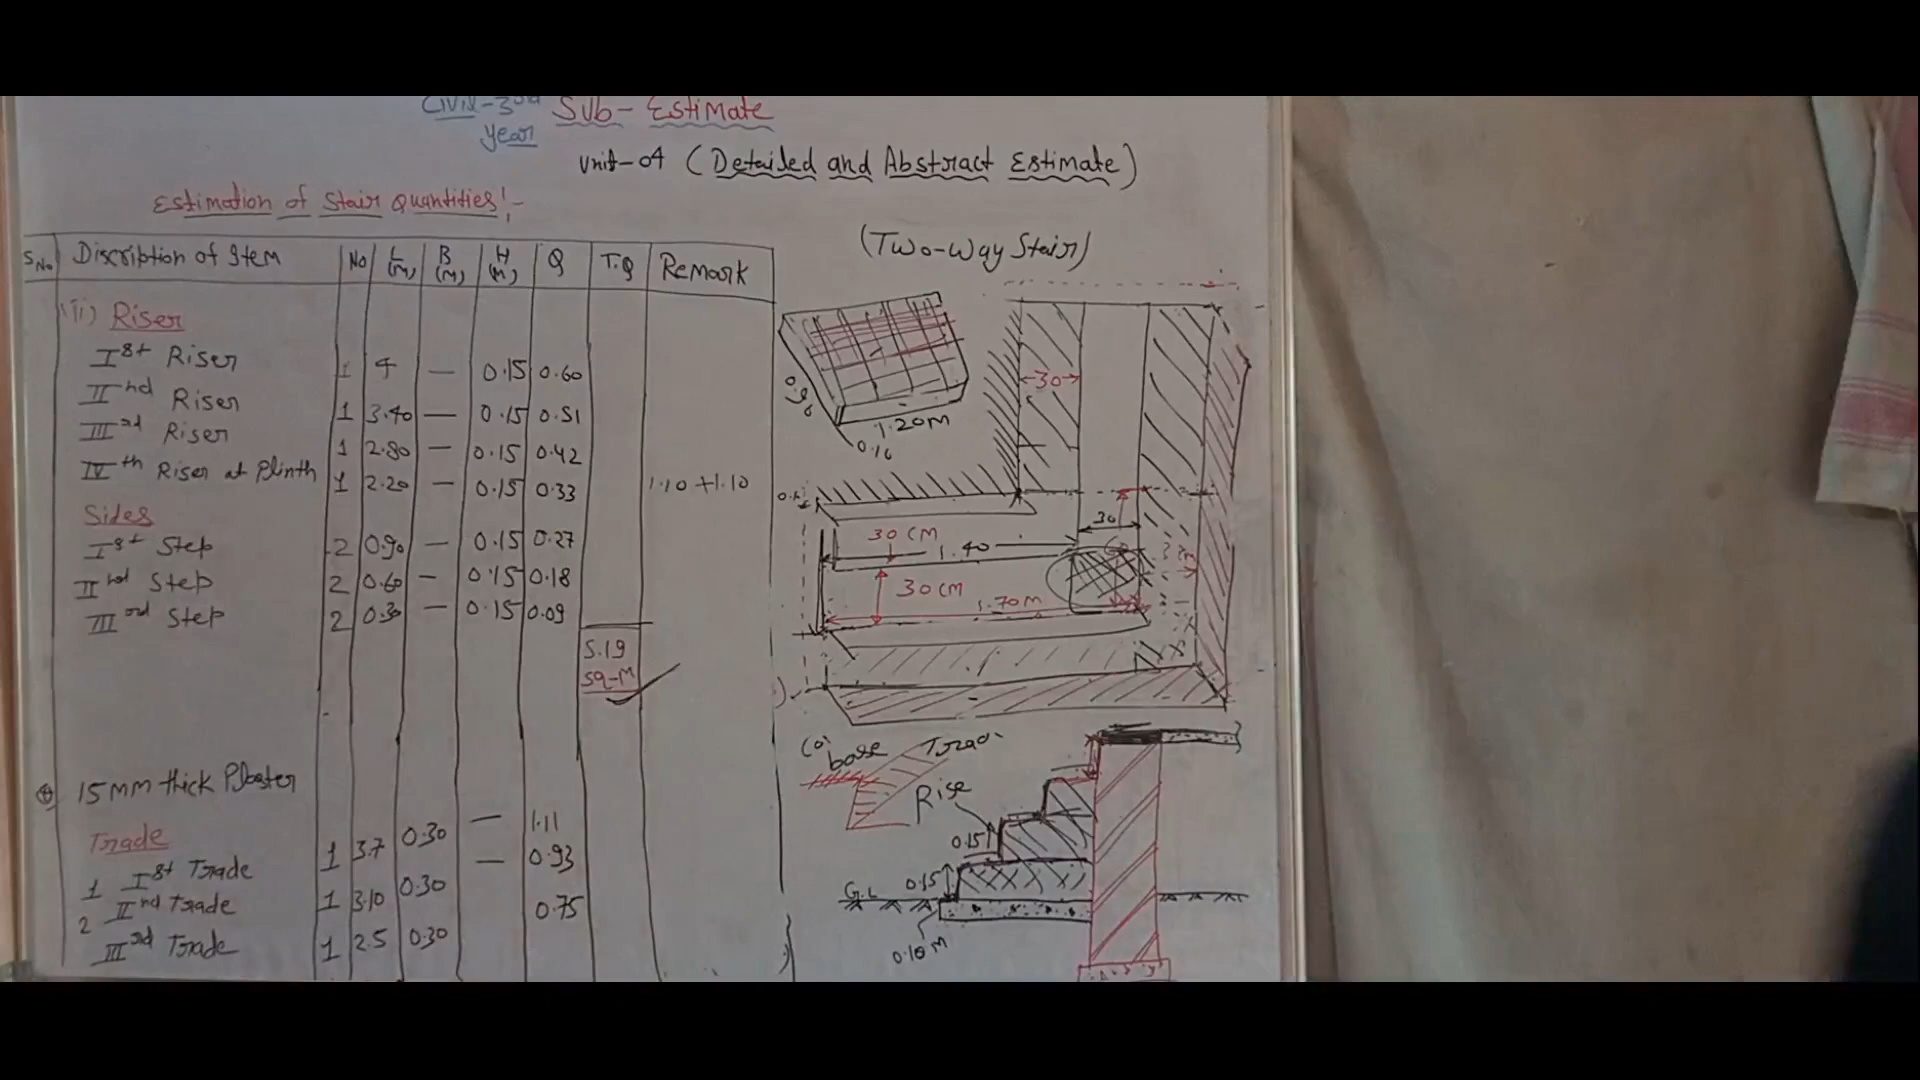 Civil-3rd Sub- Estimate
Year
Unit-04 (Detailed and Abstract Estimate)
Estimation of Stair Quantities:-
S.No Discription of Item No L(M) B(M) H(M) Q T.Q Remark
(ii) Riser
Ist Riser 1 4 — 0.15 0.60
IInd Riser 1 3.40 — 0.15 0.51
IIIrd Riser 1 2.80 — 0.15 0.42
IVth Riser at Plinth 1 2.20 — 0.15 0.33 1.10+1.10
Sides
Ist Step 2 0.90 — 0.15 0.27
IInd Step 2 0.60 — 0.15 0.18
IIIrd Step 2 0.30 — 0.15 0.09
5.19
Sq-M
15MM thick Plaster
Trade
1 Ist Trade 1 3.7 0.30 — 1.11
2 IInd Trade 1 3.10 0.30 — 0.93
IIIrd Trade 1 2.5 0.30 0.75
(Two-Way Stair)
1.20M
0.10
30
30
30 CM
1.40
30CM
1.70M
base Tread
Rise
0.15
0.15
G.L
0.10M